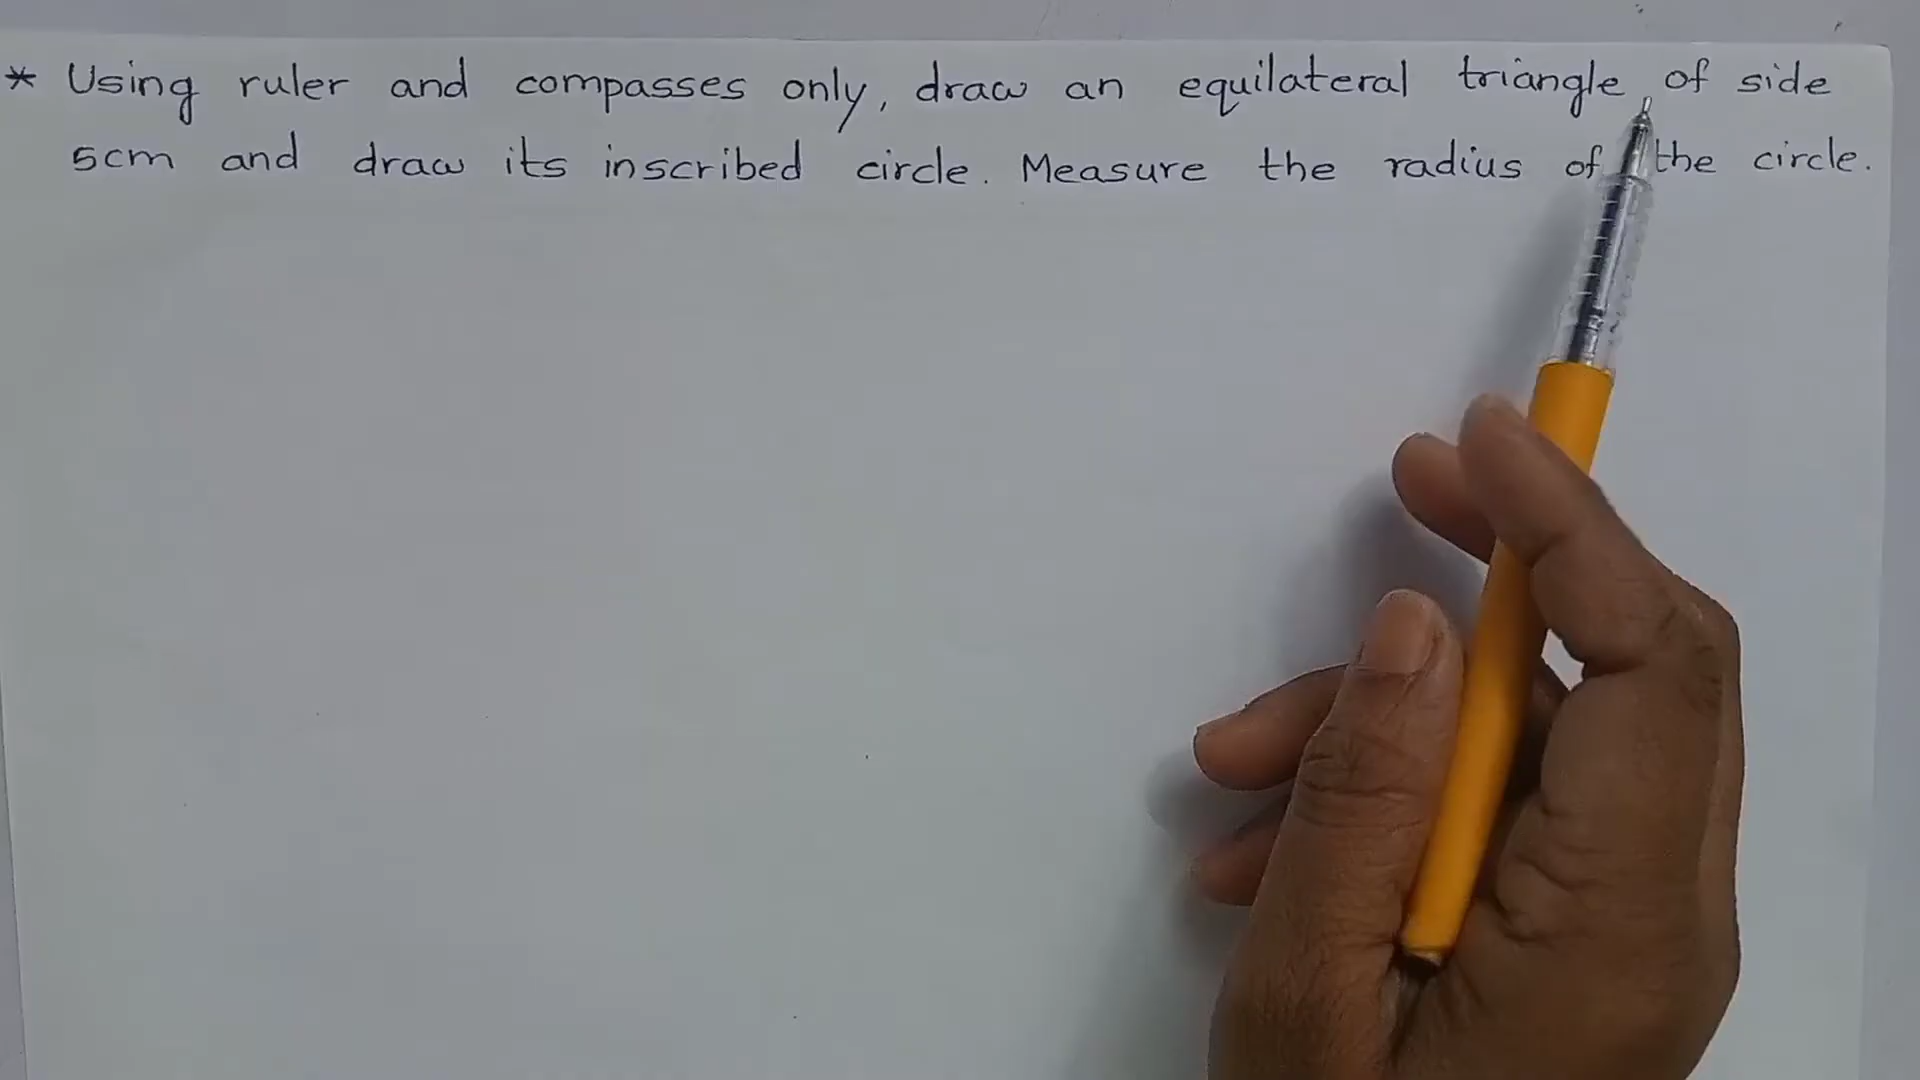 * Using ruler and compasses only, draw an equilateral triangle of side
5cm and draw its inscribed circle. Measure the radius of the circle.